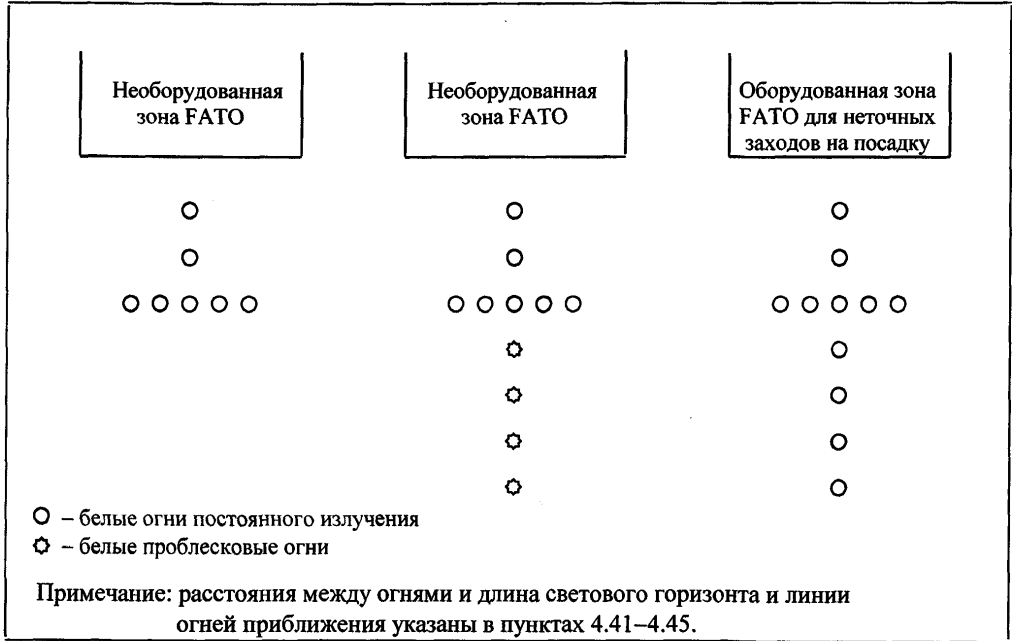 Необорудованная
зона FATO
Необорудованная
зона FATO
Оборудованная зона
FATO для неточных
заходов на посадку
– белые огни постоянного излучения
– белые проблесковые огни
Примечание: расстояния между огнями и длина светового горизонта и линии
огней приближения указаны в пунктах 4.41–4.45.